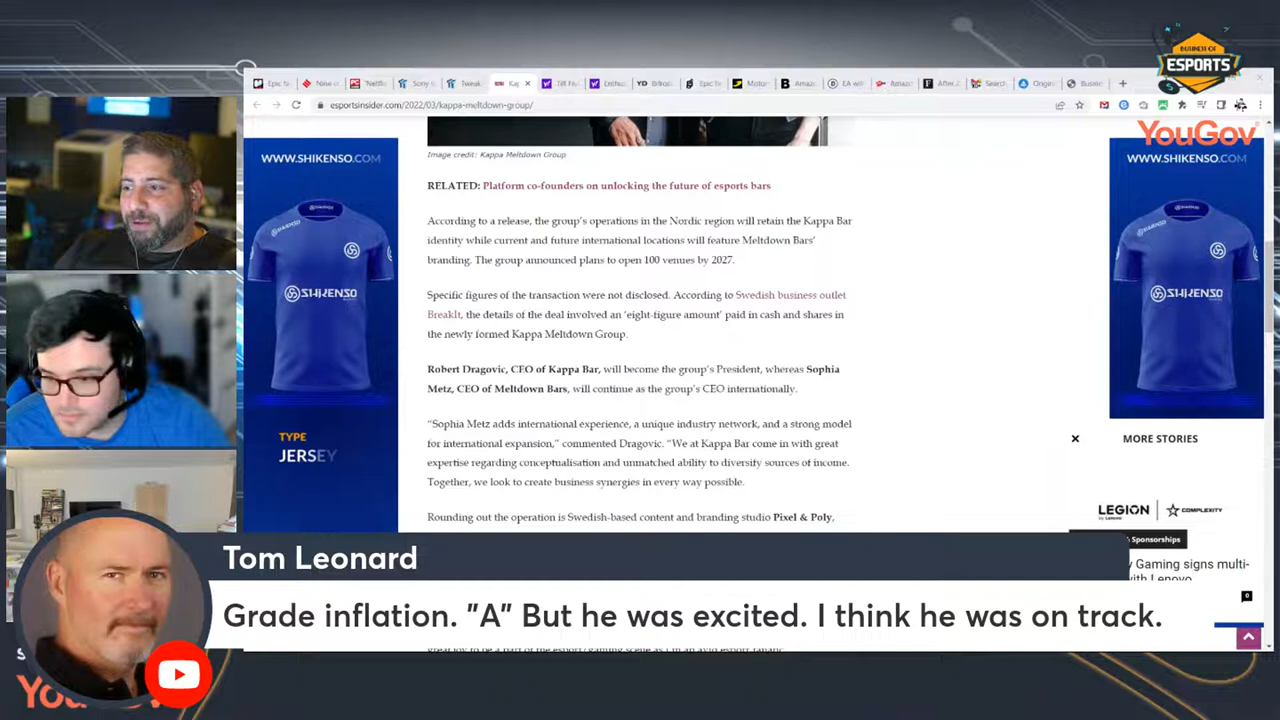 BUSINESS OF
ESPORTS
YouGov
esportsinsider.com/2022/03/kappa-meltdown-group/
WWW.SHIKENSO.COM
SHIKENSO
TYPE
JERSEY
Image credit: Kappa Meltdown Group
RELATED: Platform co-founders on unlocking the future of esports bars
According to a release, the group's operations in the Nordic region will retain the Kappa Bar
identity while current and future international locations will feature Meltdown Bars'
branding. The group announced plans to open 100 venues by 2027.
Specific figures of the transaction were not disclosed. According to Swedish business outlet
BreakIt, the details of the deal involved an 'eight-figure amount' paid in cash and shares in
the newly formed Kappa Meltdown Group.
Robert Dragovic, CEO of Kappa Bar, will become the group's President, whereas Sophia
Metz, CEO of Meltdown Bars, will continue as the group's CEO internationally.
"Sophia Metz adds international experience, a unique industry network, and a strong model
for international expansion," commented Dragovic. "We at Kappa Bar come in with great
expertise regarding conceptualisation and unmatched ability to diversify sources of income.
Together, we look to create business synergies in every way possible.
Rounding out the operation is Swedish-based content and branding studio Pixel & Poly,
WWW.SHIKENSO.COM
SHIKENSO
MORE STORIES
LEGION by Lenovo COMPLEXITY
Sponsorships
Gaming signs multi-
with Lenovo
Tom Leonard
Grade inflation. "A" But he was excited. I think he was on track.